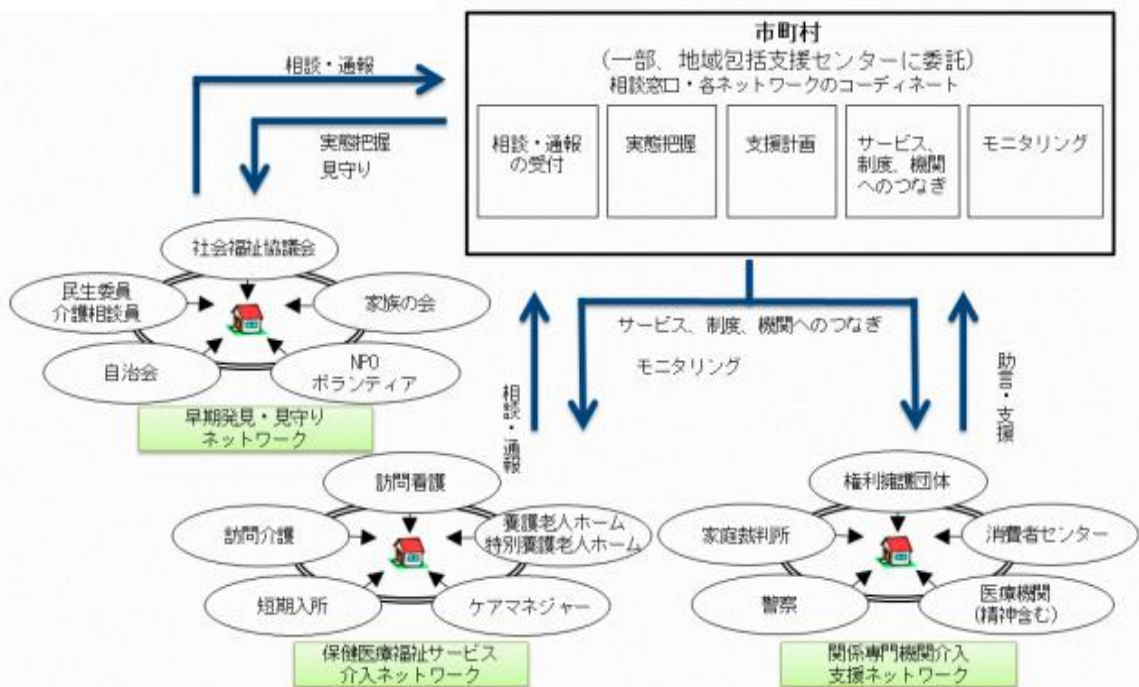 市町村
(一部、地域包括支援センターに委託)
相談窓口・各ネットワークのコーディネート
相談・通報
の受付
実態把握
支援計画
サービス、
制度、機関
へのつなぎ
モニタリング
相談・通報
実態把握
見守り
社会福祉協議会
民生委員
介護相談員
家族の会
自治会
NPO
ボランティア
早期発見・見守り
ネットワーク
相談・通報
サービス、制度、機関へのつなぎ
モニタリング
助言・支援
訪問看護
訪問介護
養護老人ホーム
特別養護老人ホーム
短期入所
ケアマネジャー
保健医療福祉サービス
介入ネットワーク
権利擁護団体
家庭裁判所
消費者センター
警察
医療機関
(精神含む)
関係専門機関介入
支援ネットワーク